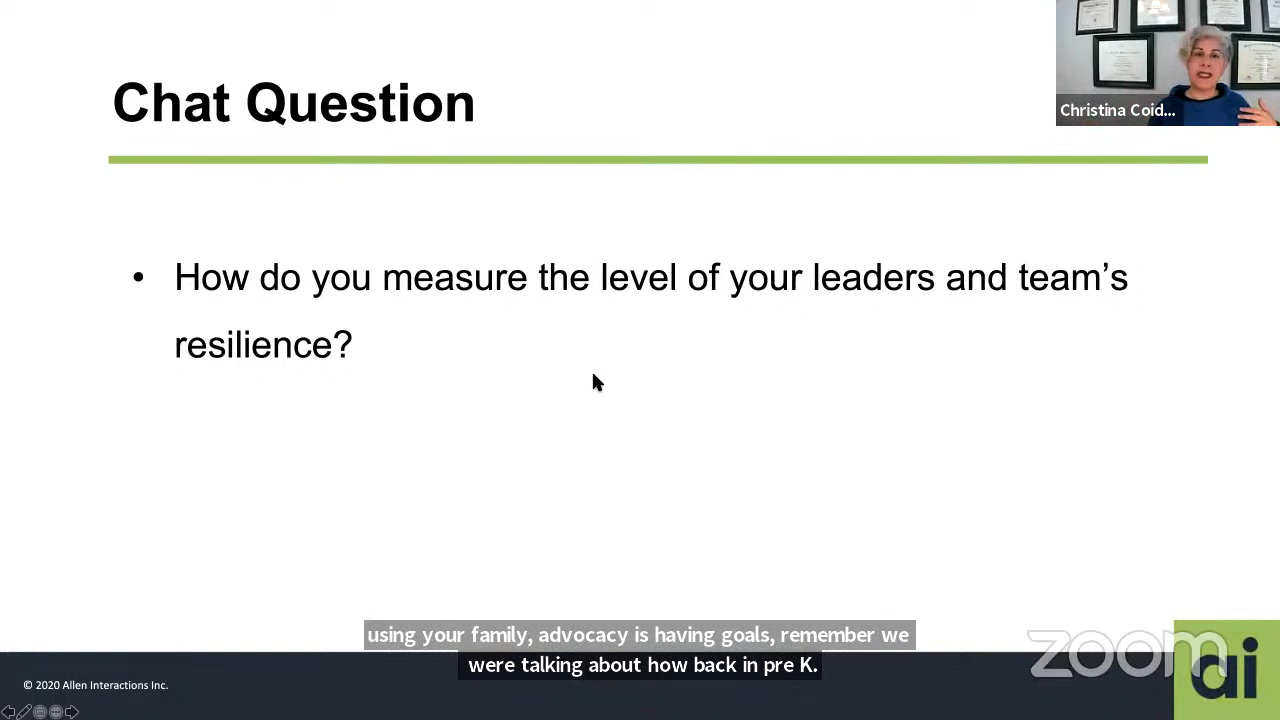 Chat Question
Christina Coid...
• How do you measure the level of your leaders and team's
resilience?
using your family, advocacy is having goals, remember we
were talking about how back in pre K.
zoom
ai
© 2020 Allen Interactions Inc.